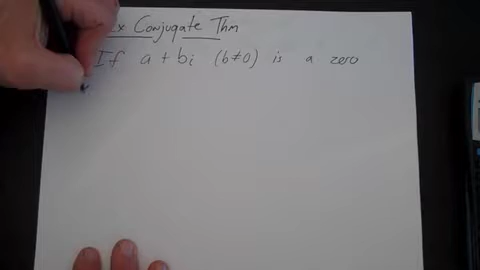 Conjugate Thm
If a + bi (b≠0) is a zero